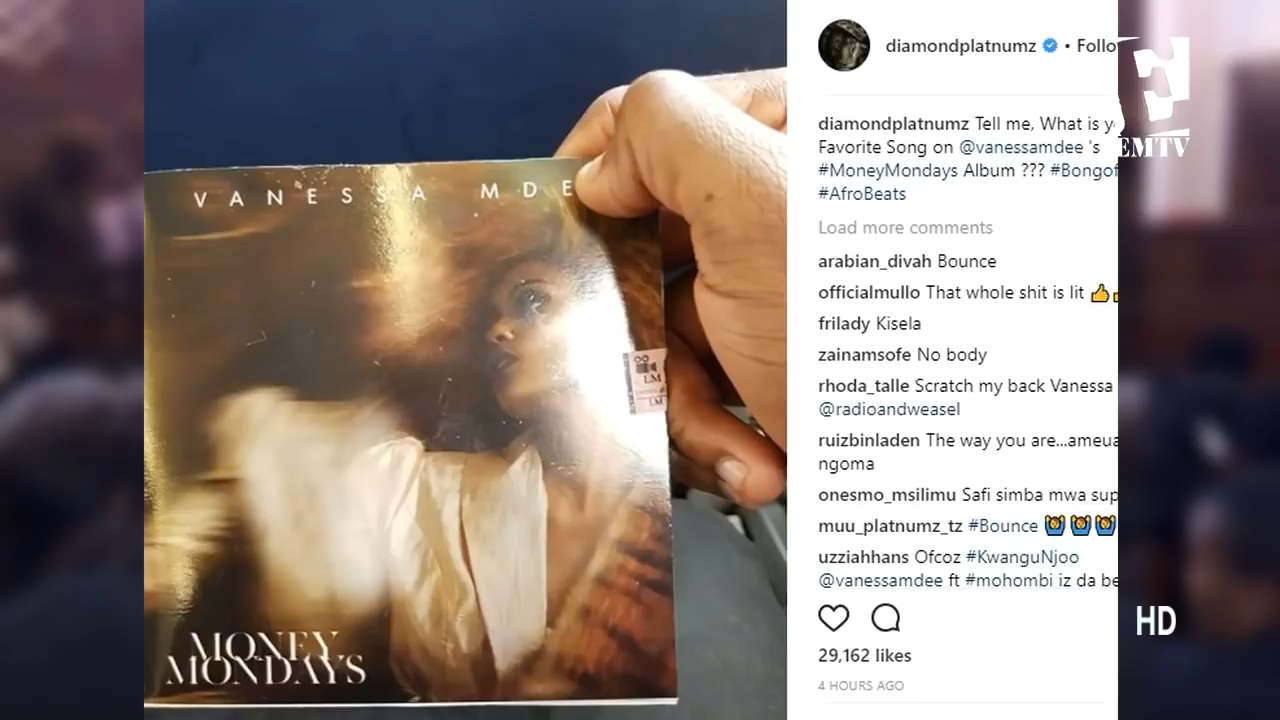 VANESSA MDE
MONEY
MONDAYS
diamondplatnumz • Follo
diamondplatnumz Tell me, What is y
Favorite Song on @vanessamdee 's
#MoneyMondays Album ??? #Bongof
#AfroBeats
Load more comments
arabian_divah Bounce
officialmullo That whole shit is lit 👍
frilady Kisela
zainamsofe No body
rhoda_talle Scratch my back Vanessa
@radioandweasel
ruizbinladen The way you are...ameua
ngoma
onesmo_msilimu Safi simba mwa sup
muu_platnumz_tz #Bounce 🙆🙆🙆
uzziahhans Ofcoz #KwanguNjoo
@vanessamdee ft #mohombi iz da be
29,162 likes
4 HOURS AGO
EMTV
HD